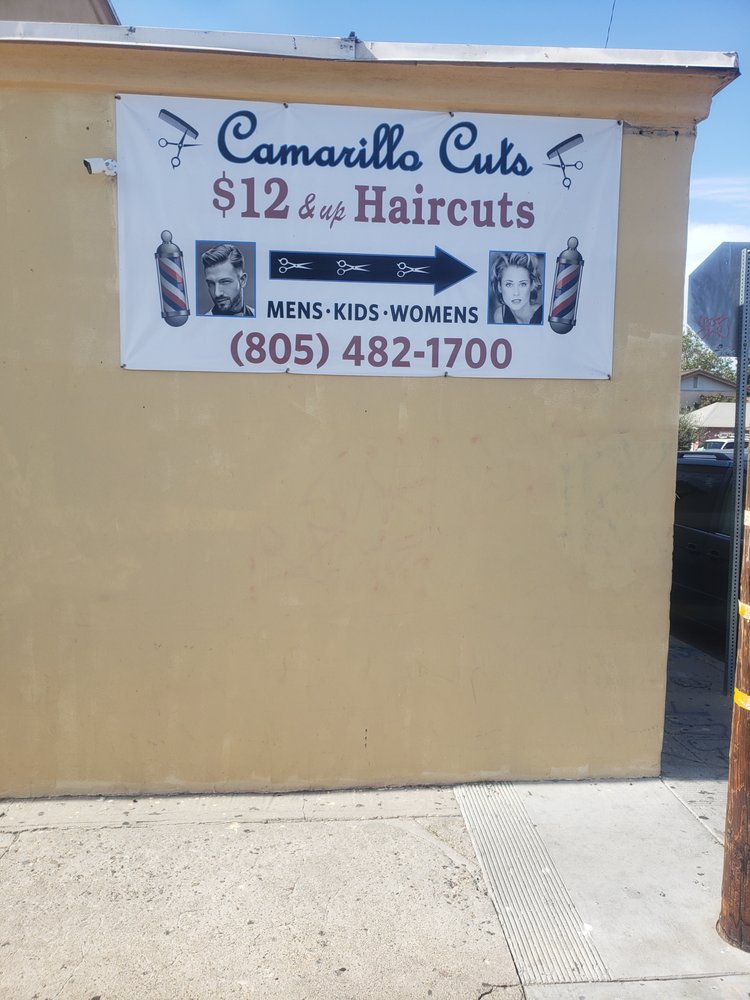 Camarillo Cuts
$12 & up Haircuts
MENS·KIDS·WOMENS
(805) 482-1700